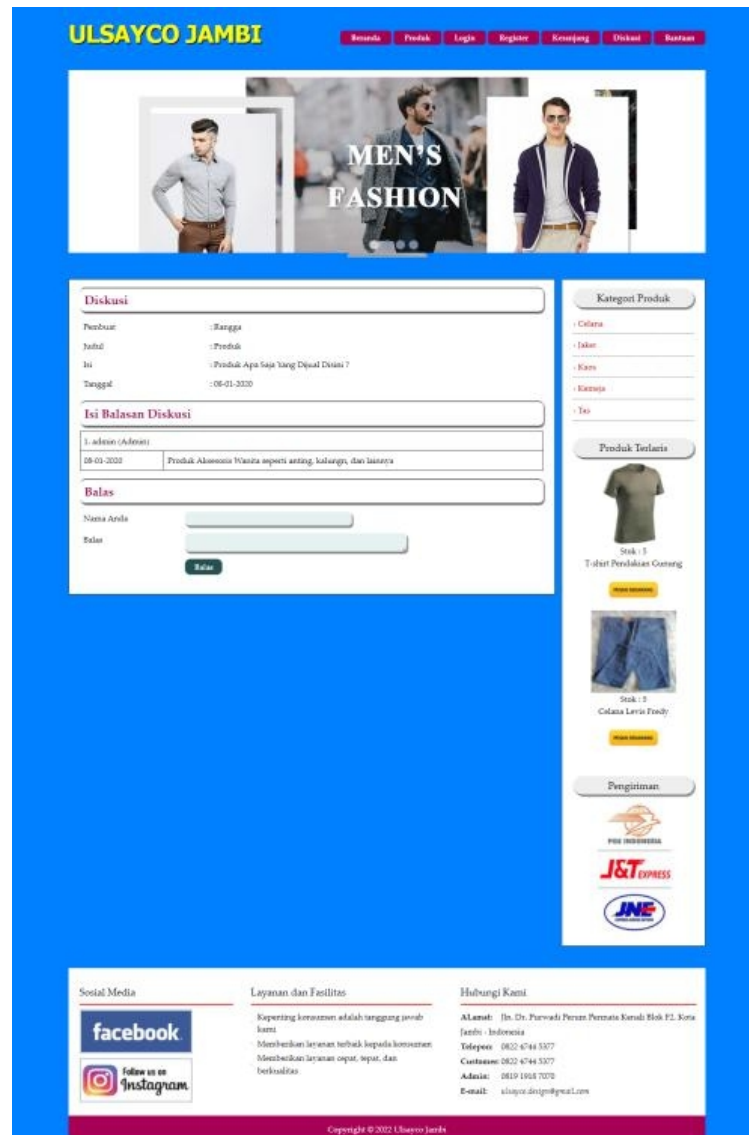 ULSAYCO JAMBI
Beranda Produk Login Register Keranjang Diskusi Bantuan
MEN'S
FASHION
Diskusi
Pembuat : Rangga
Judul : Produk
Isi : Produk Apa Saja Yang Dijual Disini ?
Tanggal : 08-01-2020
Isi Balasan Diskusi
1. admin (Admin)
08-01-2020 Produk Aksesoris Wanita seperti anting, kalungn, dan lainnya
Balas
Nama Anda
Balas
Balas
Kategori Produk
› Celana
› Jaket
› Kaos
› Kemeja
› Tas
Produk Terlaris
Stok : 5
T-shirt Pendakian Gunung
Stok : 5
Celana Levis Fredy
Pengiriman
POS INDONESIA
J&T EXPRESS
JNE
Sosial Media
facebook
Follow us on
Instagram
Layanan dan Fasilitas
Kepenting konsumen adalah tanggung jawab
kami
Memberikan layanan terbaik kepada konsumen
Memberikan layanan cepat, tepat, dan
berkualitas
Hubungi Kami
ALamat: Jln. Dr. Purwadi Perum Permata Kenali Blok F2. Kota
Jambi - Indonesia
Telepon: 0822 6744 5377
Customer: 0822 6744 5377
Admin: 0819 1918 7070
E-mail: ulsayco.design@gmail.com
Copyright © 2022 Ulsayco Jambi